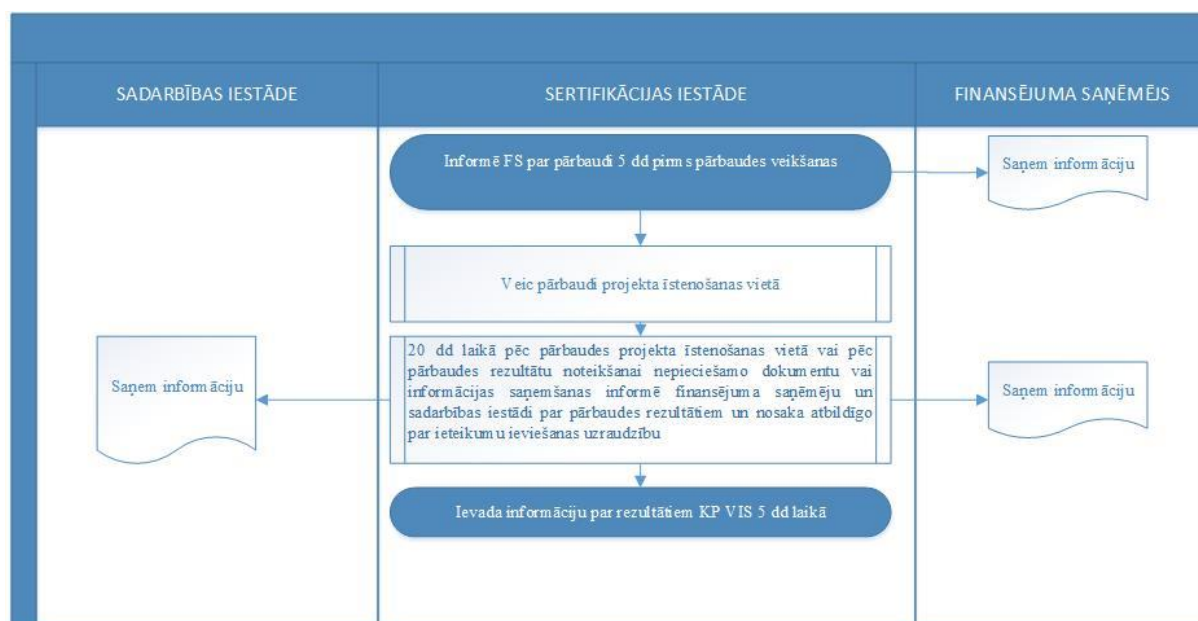 SADARBĪBAS IESTĀDE
SERTIFIKĀCIJAS IESTĀDE
FINANSĒJUMA SAŅĒMĒJS
Informē FS par pārbaudi 5 dd pirms pārbaudes veikšanas
Saņem informāciju
Veic pārbaudi projekta īstenošanas vietā
Saņem informāciju
20 dd laikā pēc pārbaudes projekta īstenošanas vietā vai pēc
pārbaudes rezultātu noteikšanai nepieciešamo dokumentu vai
informācijas saņemšanas informē finansējuma saņēmēju un
sadarbības iestādi par pārbaudes rezultātiem un nosaka atbildīgo
par ieteikumu ieviešanas uzraudzību
Saņem informāciju
Ievada informāciju par rezultātiem KP VIS 5 dd laikā